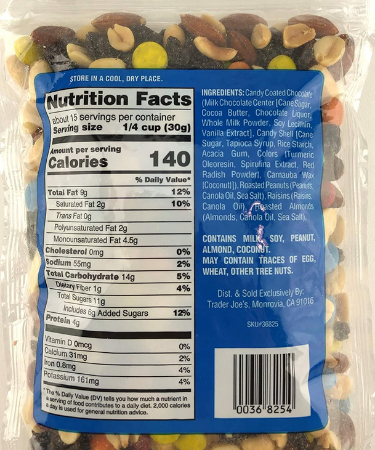 STORE IN A COOL, DRY PLACE.
Nutrition Facts
about 15 servings per container
Serving size 1/4 cup (30g)
Amount per serving
Calories 140
% Daily Value*
Total Fat 9g 12%
Saturated Fat 2g 10%
Trans Fat 0g
Polyunsaturated Fat 2g
Monounsaturated Fat 4.5g
Cholesterol 0mg 0%
Sodium 55mg 2%
Total Carbohydrate 14g 5%
Dietary Fiber 1g 4%
Total Sugars 11g
Includes 6g Added Sugars 12%
Protein 4g
Vitamin D 0mcg 0%
Calcium 31mg 2%
Iron 0.8mg 4%
Potassium 161mg 4%
*The % Daily Value (DV) tells you how much a nutrient in
a serving of food contributes to a daily diet. 2,000 calories
a day is used for general nutrition advice.
INGREDIENTS: Candy Coated Chocolate
(Milk Chocolate Center [Cane Sugar,
Cocoa Butter, Chocolate Liquor,
Whole Milk Powder, Soy Lecithin,
Vanilla Extract], Candy Shell [Cane
Sugar, Tapioca Syrup, Rice Starch,
Acacia Gum, Colors (Turmeric
Oleoresin, Spirulina Extract, Red
Radish Powder), Carnauba Wax
(Coconut)]), Roasted Peanuts (Peanuts,
Canola Oil, Sea Salt), Raisins (Raisins,
Canola Oil), Roasted Almonds
(Almonds, Canola Oil, Sea Salt).
CONTAINS MILK, SOY, PEANUT,
ALMOND, COCONUT.
MAY CONTAIN TRACES OF EGG,
WHEAT, OTHER TREE NUTS.
Dist. & Sold Exclusively By:
Trader Joe's, Monrovia, CA 91016
SKU#36825
0036 8254